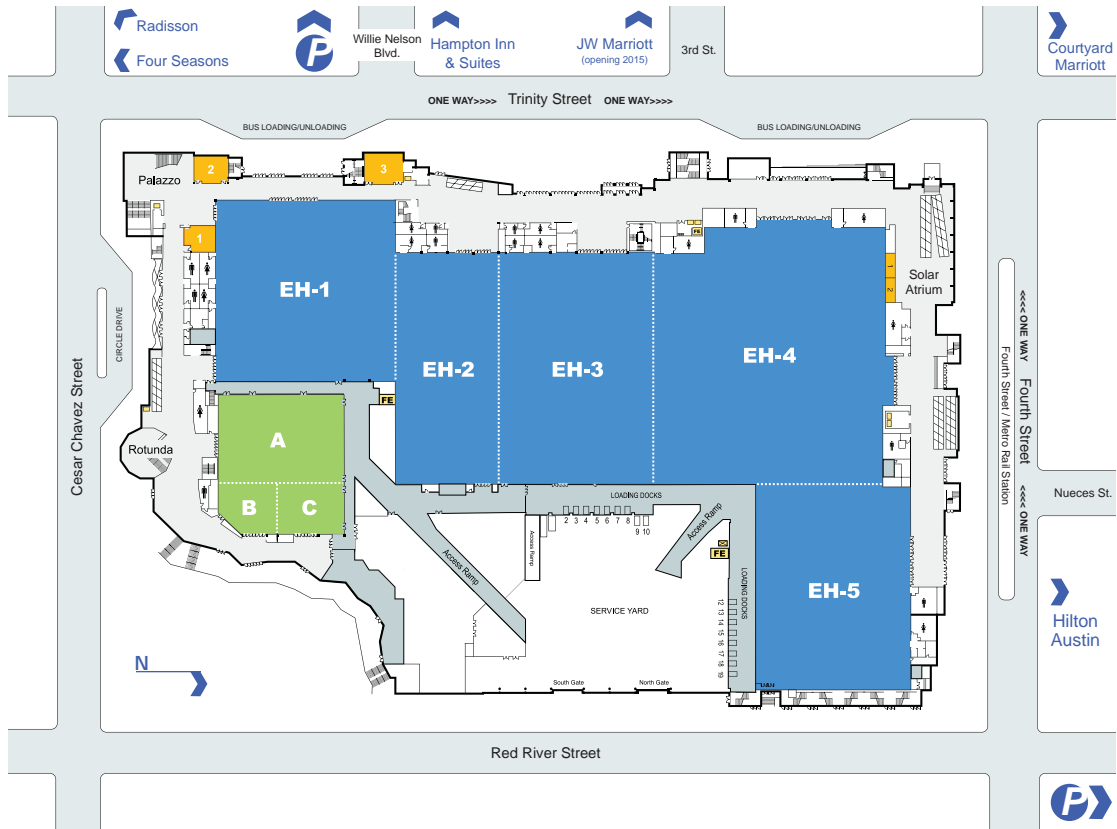 Radisson
Four Seasons
P
Willie Nelson
Blvd.
Hampton Inn
& Suites
JW Marriott
(opening 2015)
3rd St.
Courtyard
Marriott
ONE WAY>>>> Trinity Street ONE WAY>>>>
BUS LOADING/UNLOADING
BUS LOADING/UNLOADING
Palazzo
2
3
1
FE
1
2
Solar
Atrium
EH-1
EH-2
EH-3
EH-4
CIRCLE DRIVE
Cesar Chavez Street
<<<< ONE WAY Fourth Street <<<< ONE WAY
Fourth Street / Metro Rail Station
FE
A
B
C
Rotunda
LOADING DOCKS
2 3 4 5 6 7 8
9 10
Access Ramp
Access Ramp
Access Ramp
FE
LOADING DOCKS
12
13
14
15
16
17
18
19
SERVICE YARD
EH-5
Nueces St.
Hilton
Austin
N
South Gate
North Gate
Red River Street
P